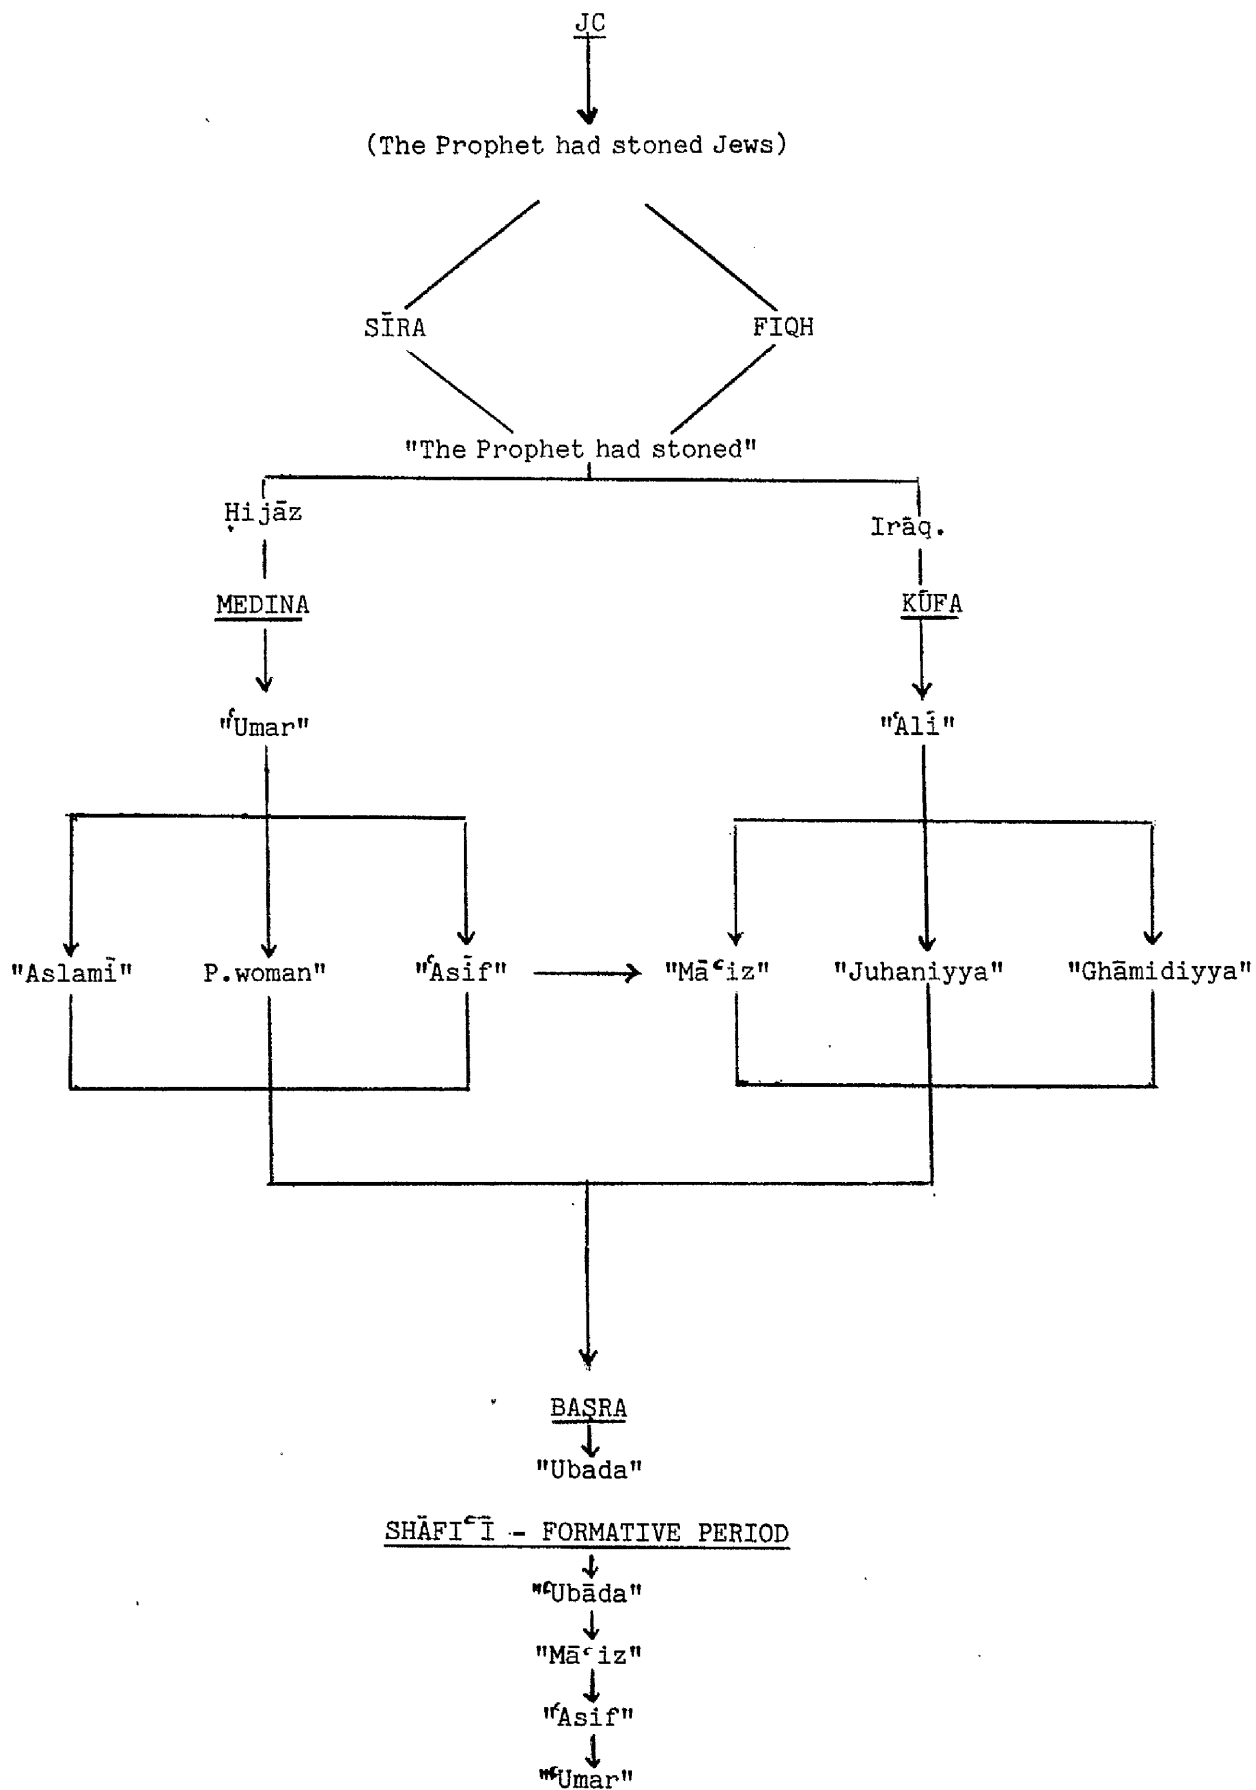 JC
(The Prophet had stoned Jews)
SĪRA FIQH
"The Prophet had stoned"
Ḥijāz
Irāq.
MEDINA KŪFA
"ʿUmar" "ʿAlī"
"Aslamī" P.woman" "ʿAsīf" "Māʿiz" "Juhaniyya" "Ghāmidiyya"
BAṢRA
"Ubada"
SHĀFIʿĪ - FORMATIVE PERIOD
"ʿUbāda"
"Māʿiz"
"ʿAsif"
"ʿUmar"